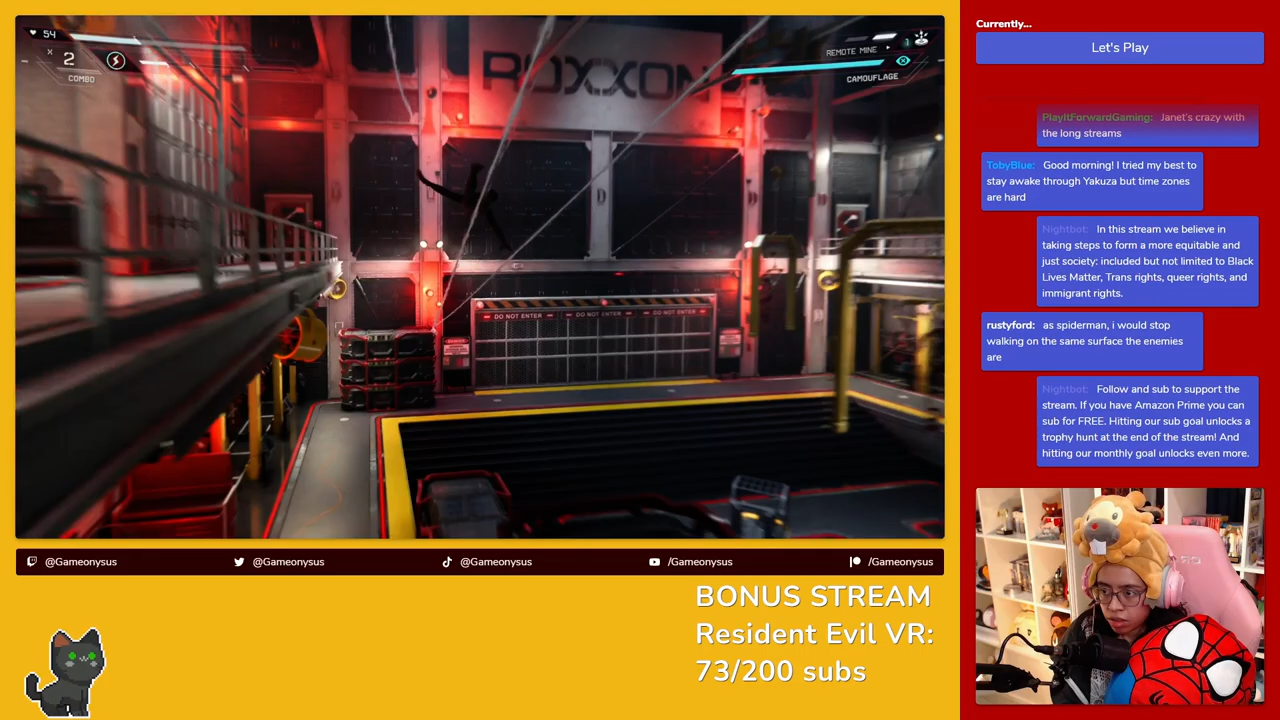 54
2
COMBO
REMOTE MINE
1
CAMOUFLAGE
ROXXON
DO NOT ENTER
DO NOT ENTER
DO NOT ENTER
DANGER
DANGER
@Gameonysus
@Gameonysus
@Gameonysus
/Gameonysus
/Gameonysus
BONUS STREAM
Resident Evil VR:
73/200 subs
Currently...
Let's Play
PlayItForwardGaming: Janet's crazy with
the long streams
TobyBlue: Good morning! I tried my best to
stay awake through Yakuza but time zones
are hard
Nightbot: In this stream we believe in
taking steps to form a more equitable and
just society: included but not limited to Black
Lives Matter, Trans rights, queer rights, and
immigrant rights.
rustyford: as spiderman, i would stop
walking on the same surface the enemies
are
Nightbot: Follow and sub to support the
stream. If you have Amazon Prime you can
sub for FREE. Hitting our sub goal unlocks a
trophy hunt at the end of the stream! And
hitting our monthly goal unlocks even more.